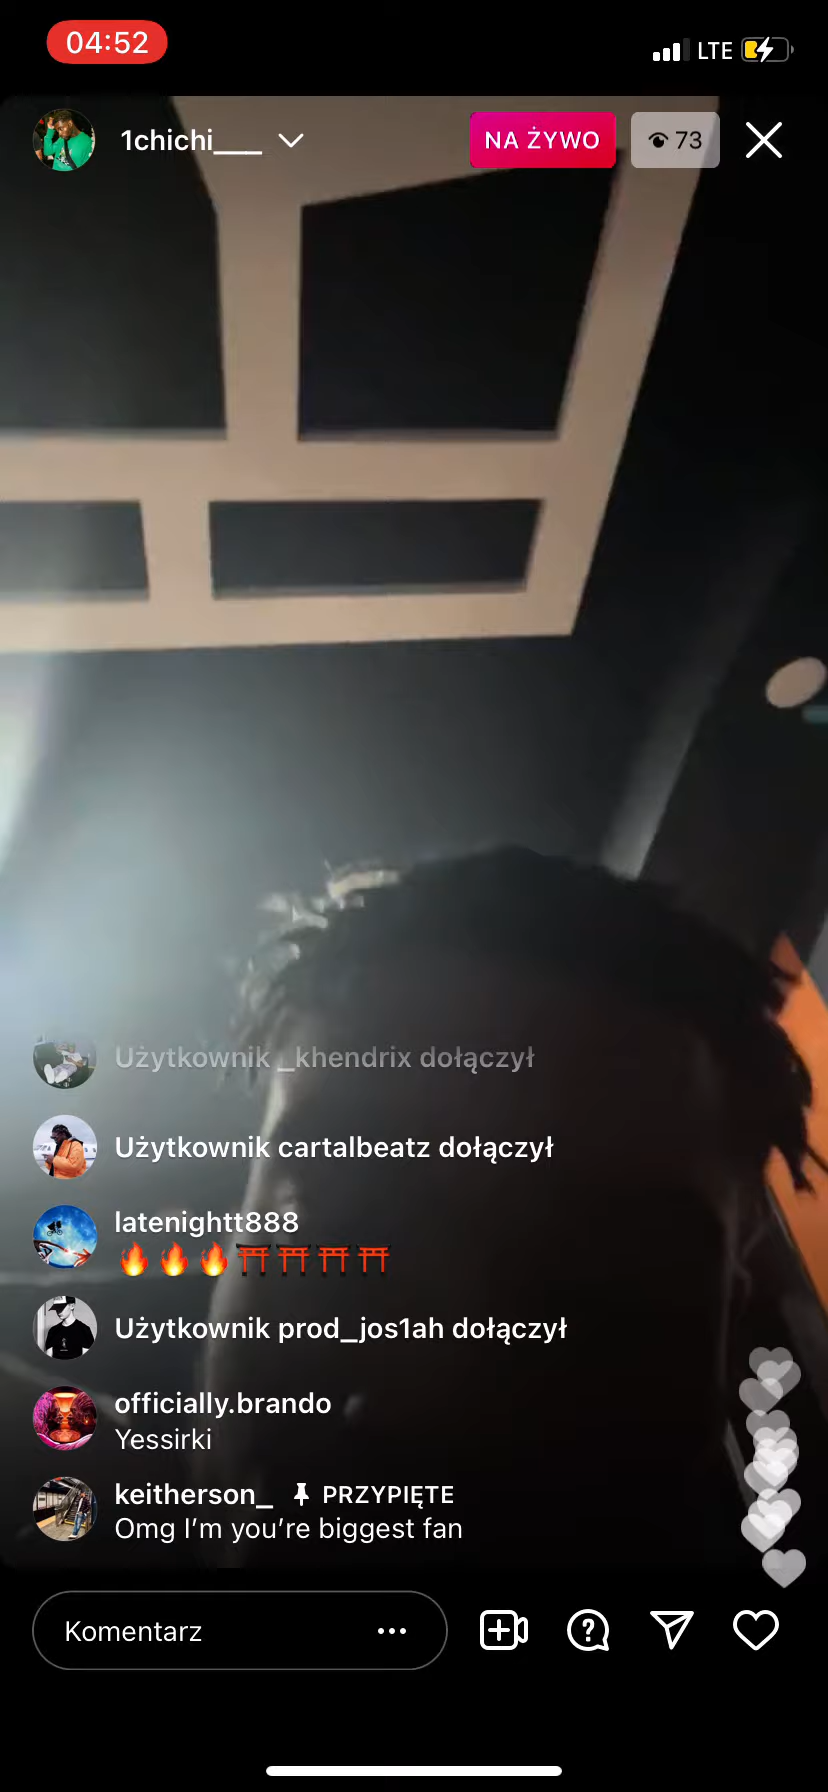 04:52
LTE
1chichi___
NA ŻYWO
73
Użytkownik _khendrix dołączył
Użytkownik cartalbeatz dołączył
latenightt888
🔥🔥🔥⛩⛩⛩⛩
Użytkownik prod_jos1ah dołączył
officially.brando
Yessirki
keitherson_ PRZYPIĘTE
Omg I’m you’re biggest fan
Komentarz